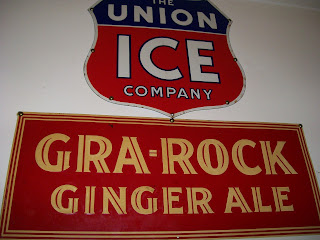 THE
UNION
ICE
COMPANY
GRA=ROCK
GINGER ALE